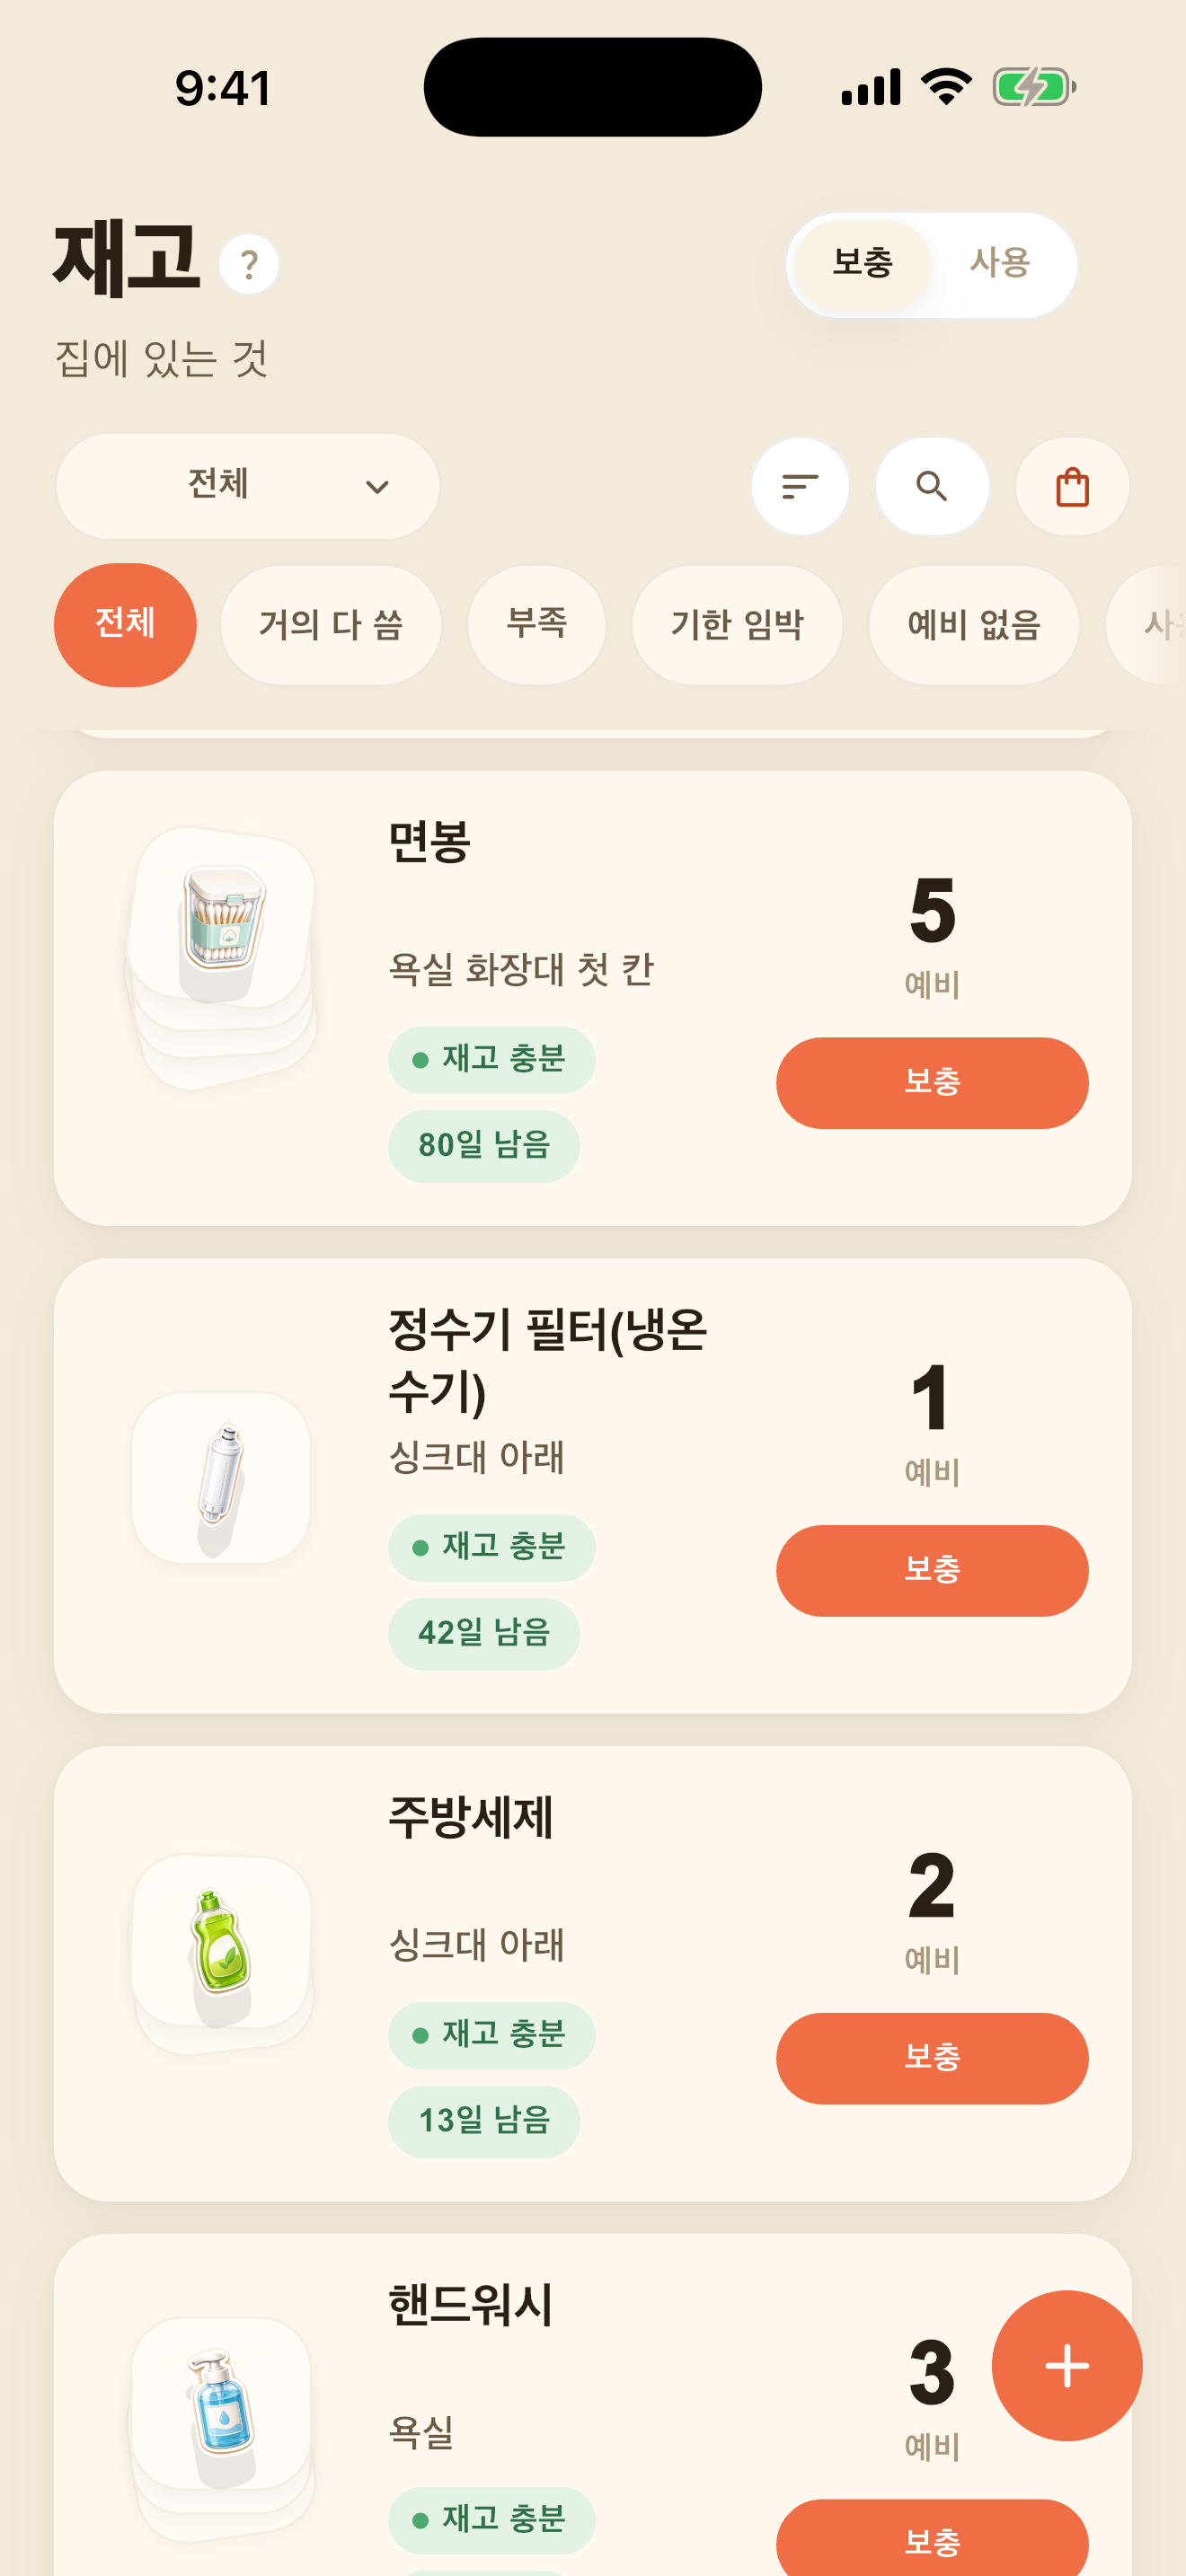 9:41
재고
?
보충
사용
집에 있는 것
전체
전체
거의 다 씀
부족
기한 임박
예비 없음
면봉
욕실 화장대 첫 칸
재고 충분
80일 남음
5
예비
보충
정수기 필터(냉온
수기)
싱크대 아래
재고 충분
42일 남음
1
예비
보충
주방세제
싱크대 아래
재고 충분
13일 남음
2
예비
보충
핸드워시
욕실
재고 충분
3
예비
보충